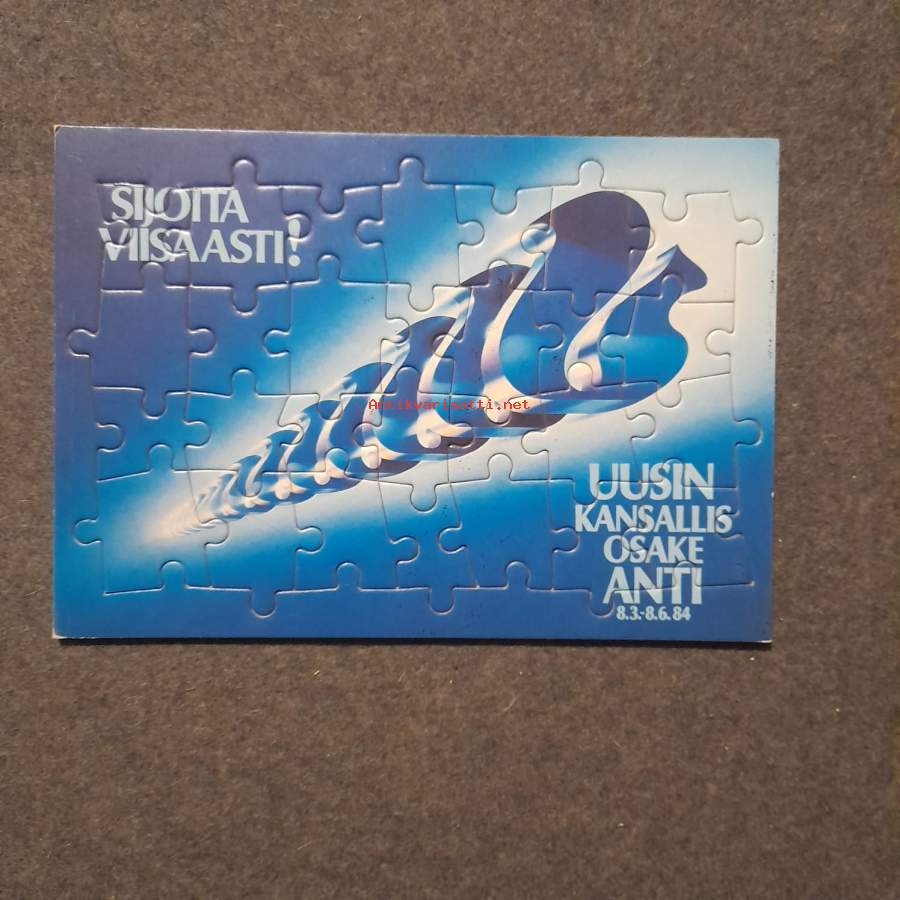 SIJOITA
VIISAASTI!
Antikvariaatti.net
UUSIN
KANSALLIS
OSAKE
ANTI
8.3.-8.6.84